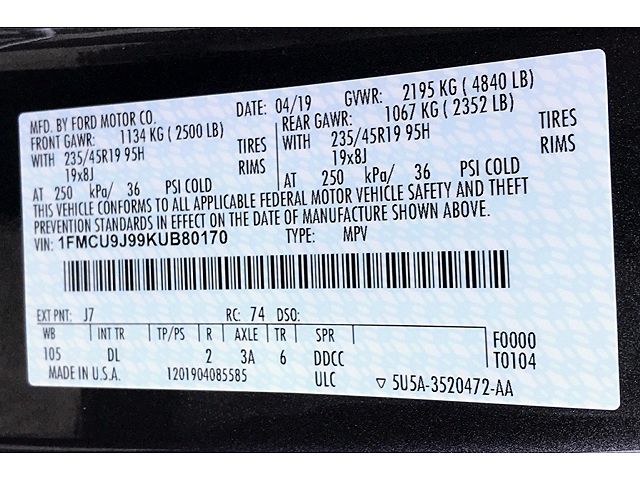 MFD. BY FORD MOTOR CO. DATE: 04/19 GVWR: 2195 KG ( 4840 LB)
FRONT GAWR: 1134 KG ( 2500 LB) REAR GAWR: 1067 KG ( 2352 LB)
WITH 235/45R19 95H TIRES WITH 235/45R19 95H TIRES
19x8J RIMS 19x8J RIMS
AT 250 kPa/ 36 PSI COLD AT 250 kPa/ 36 PSI COLD
THIS VEHICLE CONFORMS TO ALL APPLICABLE FEDERAL MOTOR VEHICLE SAFETY AND THEFT
PREVENTION STANDARDS IN EFFECT ON THE DATE OF MANUFACTURE SHOWN ABOVE.
VIN: 1FMCU9J99KUB80170 TYPE: MPV
EXT PNT: J7 RC: 74 DSO:
WB INT TR TP/PS R AXLE TR SPR F0000
105 DL 2 3A 6 DDCC T0104
MADE IN U.S.A. 1201904085585 ULC ▽ 5U5A-3520472-AA